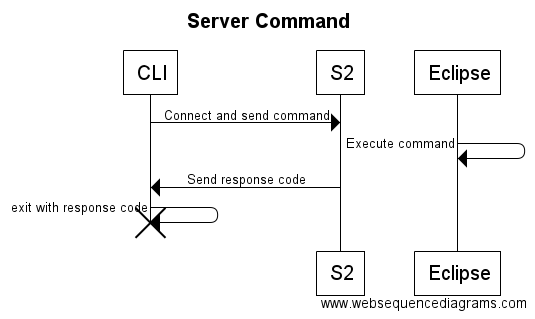 Server Command
CLI
S2
Eclipse
Connect and send command
Execute command
Send response code
exit with response code
S2
Eclipse
www.websequencediagrams.com